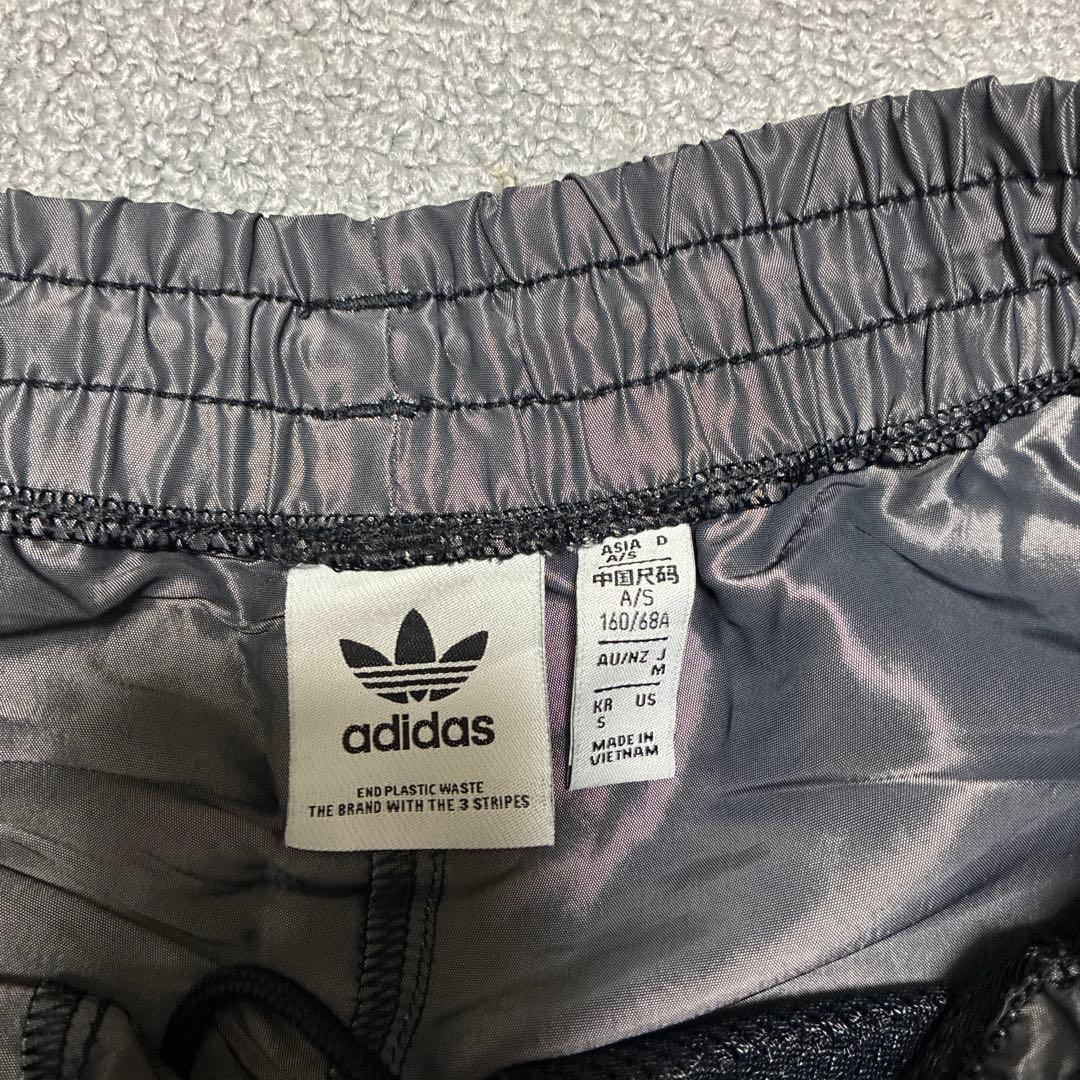 adidas
END PLASTIC WASTE
THE BRAND WITH THE 3 STRIPES
ASIA D
A/S
中国尺码
A/S
160/68A
AU/NZ J
M
KR US
S
MADE IN
VIETNAM